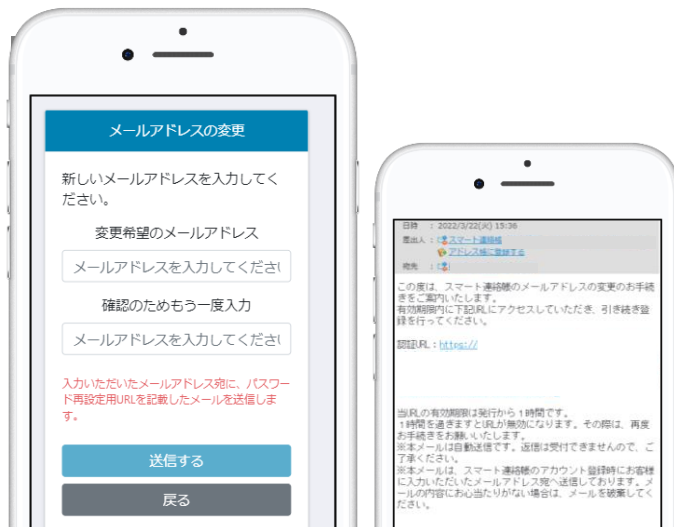 メールアドレスの変更
新しいメールアドレスを入力してく
ださい。
変更希望のメールアドレス
メールアドレスを入力してくださ
確認のためもう一度入力
メールアドレスを入力してくださ
入力いただいたメールアドレス宛に、パスワー
ド再設定用URLを記載したメールを送信しま
す。
送信する
戻る
日時 : 2022/3/22(火) 15:36
差出人 : スマート連絡帳
アドレス帳に登録する
宛先 :
この度は、スマート連絡帳のメールアドレスの変更のお手続
きをご案内いたします。
有効期限内に下記URLにアクセスしていただき、引き続き登
録を行ってください。
認証URL : https://
当URLの有効期限は発行から1時間です。
1時間を過ぎますとURLが無効になります。その際は、再度
お手続きをお願いいたします。
※本メールは自動送信です。返信は受付できませんので、ご
了承ください。
※本メールは、スマート連絡帳のアカウント登録時にお客様
に入力いただいたメールアドレス宛へ送信しております。メ
ールの内容にお心当たりがない場合は、メールを破棄してく
ださい。